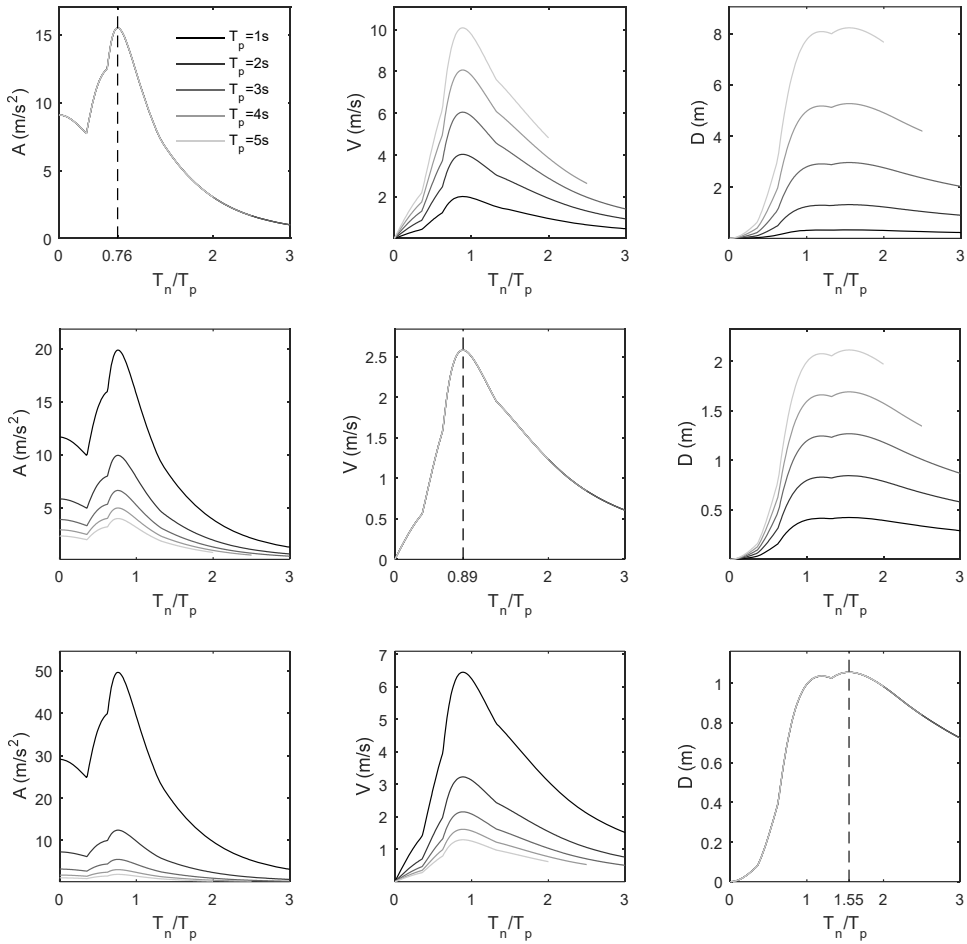 A (m/s²)
15
10
5
0
T_p=1s
T_p=2s
T_p=3s
T_p=4s
T_p=5s
0 0.76 3
T_n/T_p
V (m/s)
10
8
6
4
2
0 1 2 3
T_n/T_p
D (m)
8
6
4
2
0
0 1 2 3
T_n/T_p
A (m/s²)
20
15
10
5
0 1 2 3
T_n/T_p
V (m/s)
2.5
2
1.5
1
0.5
0
0 0.89 2 3
T_n/T_p
D (m)
2
1.5
1
0.5
0
0 1 2 3
T_n/T_p
A (m/s²)
50
40
30
20
10
0 1 2 3
T_n/T_p
V (m/s)
7
6
5
4
3
2
1
0 1 2 3
T_n/T_p
D (m)
1
0.8
0.6
0.4
0.2
0
0 1 1.55 3
T_n/T_p